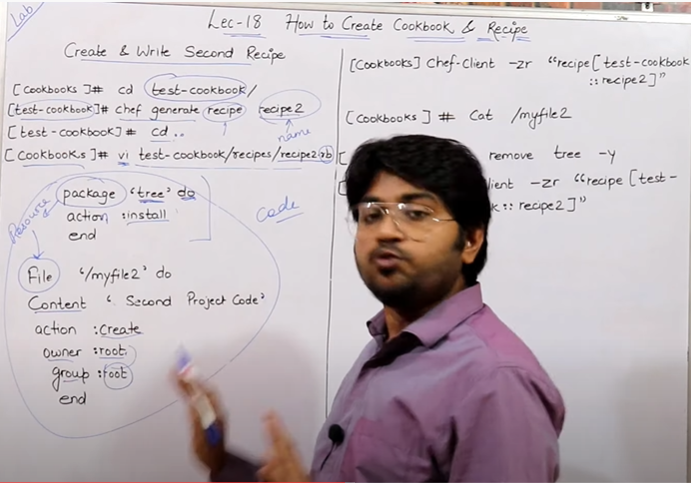 Lab
Lec-18 How to Create Cookbook & Recipe
Create & Write Second Recipe
[cookbooks]# cd test-cookbook/
[test-cookbook]# chef generate recipe recipe2
name
[test-cookbook]# cd ..
[cookbooks]# vi test-cookbook/recipes/recipe2.rb
Resource
package 'tree' do
action :install
end
Code
File '/myfile2' do
Content ' Second Project Code'
action :create
owner :root
group :root
end
[Cookbooks] Chef-client -zr "recipe[test-cookbook
::recipe2]"
[cookbooks] # Cat /myfile2
[ remove tree -y
[ lient -zr "recipe [test-
k :: recipe2]"